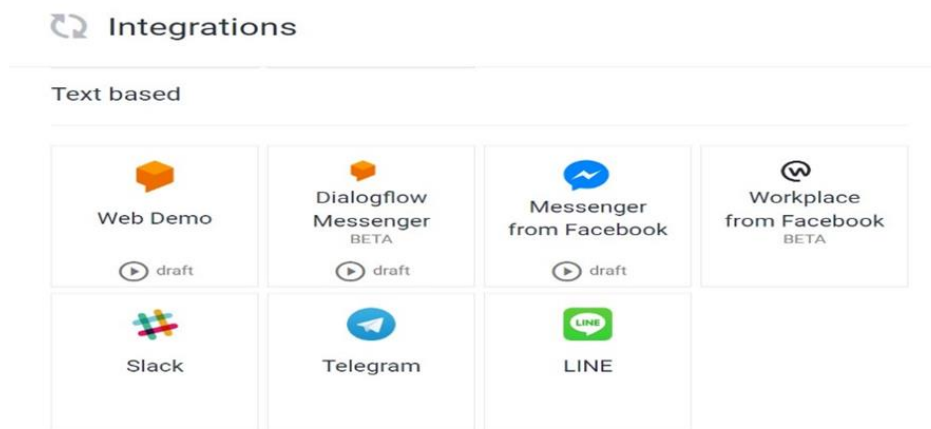 Integrations
Text based
Web Demo
draft
Dialogflow
Messenger
BETA
draft
Messenger
from Facebook
draft
Workplace
from Facebook
BETA
Slack
Telegram
LINE
LINE